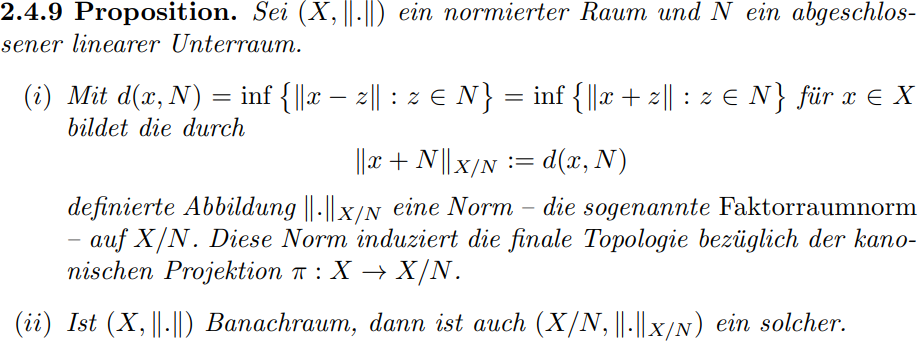 2.4.9 Proposition. Sei (X, ‖.‖) ein normierter Raum und N ein abgeschlos-
sener linearer Unterraum.
(i) Mit d(x, N) = inf {‖x − z‖ : z ∈ N} = inf {‖x + z‖ : z ∈ N} für x ∈ X
bildet die durch
‖x + N‖_{X/N} := d(x, N)
definierte Abbildung ‖.‖_{X/N} eine Norm – die sogenannte Faktorraumnorm
– auf X/N. Diese Norm induziert die finale Topologie bezüglich der kano-
nischen Projektion π : X → X/N.
(ii) Ist (X, ‖.‖) Banachraum, dann ist auch (X/N, ‖.‖_{X/N}) ein solcher.